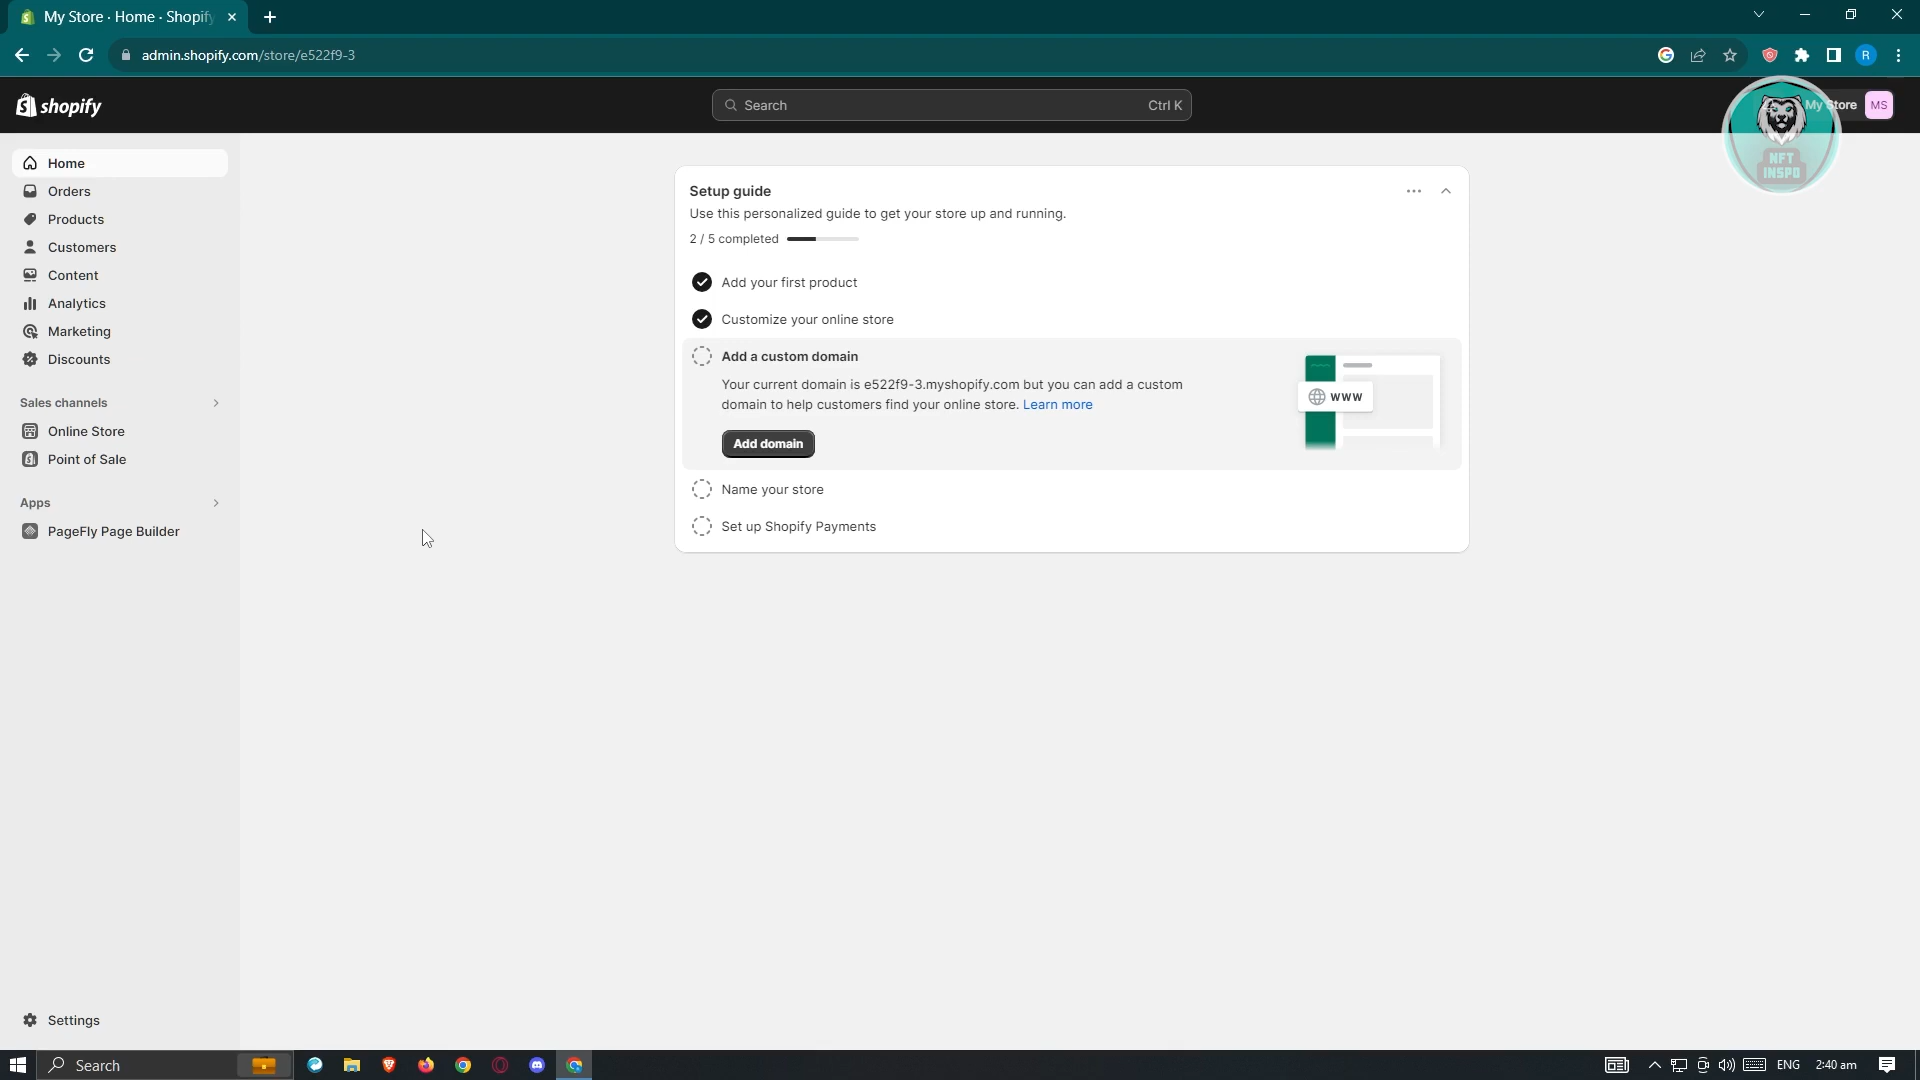 My Store · Home · Shopify
admin.shopify.com/store/e522f9-3
R
shopify
Search
Ctrl K
My Store
MS
NFT
INSPO
Home
Orders
Products
Customers
Content
Analytics
Marketing
Discounts
Sales channels
Online Store
Point of Sale
Apps
PageFly Page Builder
Settings
Setup guide
Use this personalized guide to get your store up and running.
2 / 5 completed
Add your first product
Customize your online store
Add a custom domain
Your current domain is e522f9-3.myshopify.com but you can add a custom
domain to help customers find your online store. Learn more
Add domain
WWW
Name your store
Set up Shopify Payments
Search
ENG
2:40 am